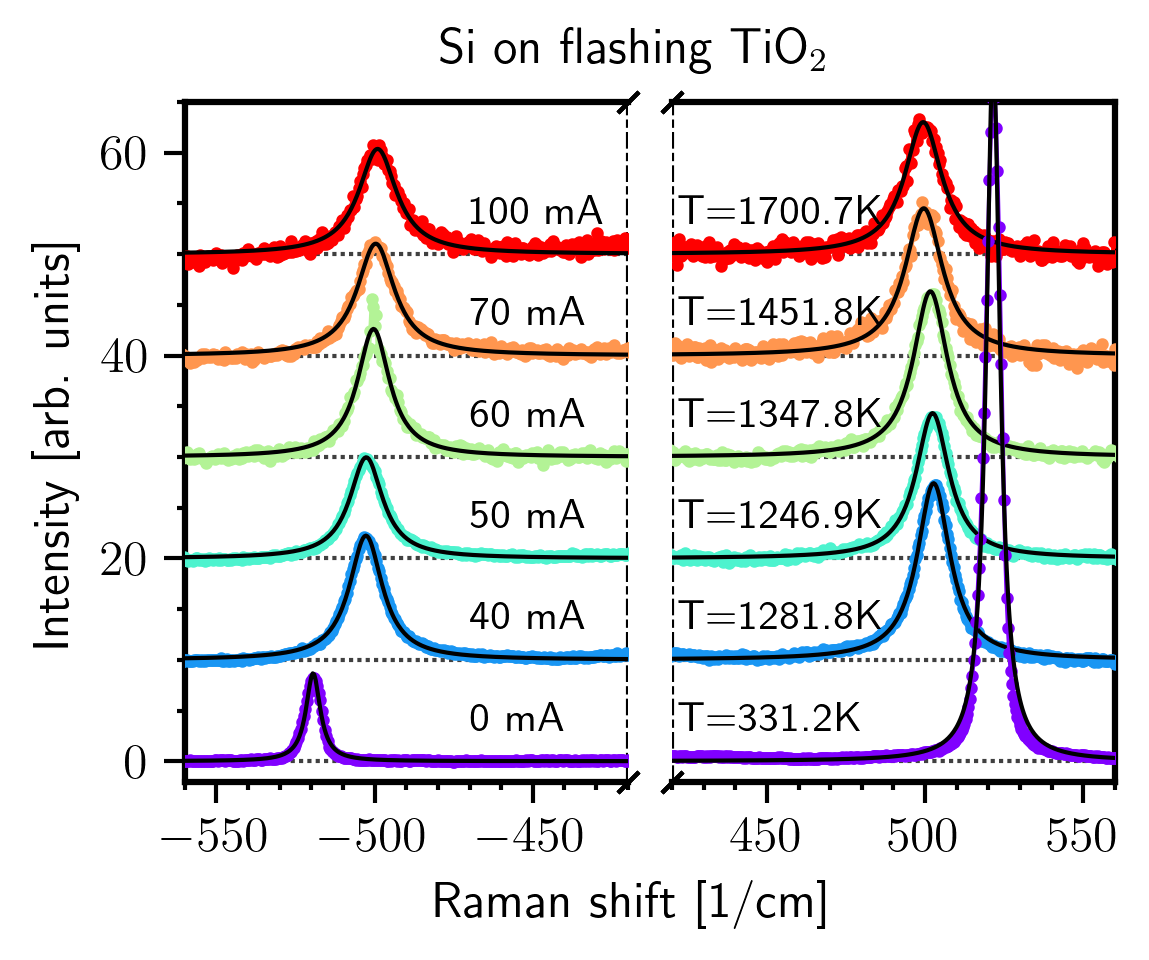 Si on flashing TiO₂
60
40
20
0
Intensity [arb. units]
100 mA T=1700.7K
70 mA T=1451.8K
60 mA T=1347.8K
50 mA T=1246.9K
40 mA T=1281.8K
0 mA T=331.2K
−550 −500 −450 450 500 550
Raman shift [1/cm]